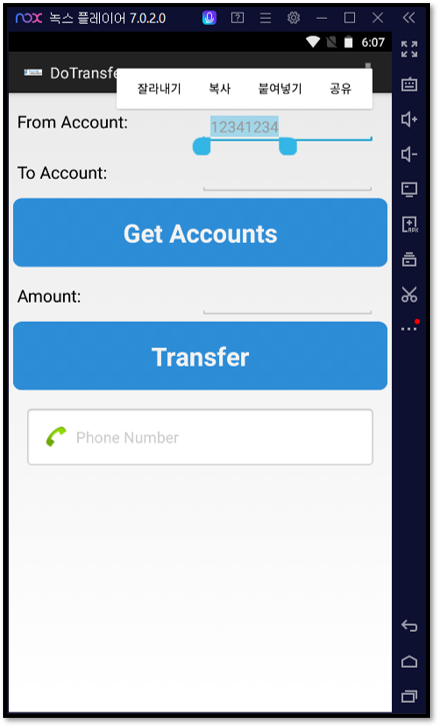 nox 녹스 플레이어 7.0.2.0
6:07
DoTransfe
잘라내기 복사 붙여넣기 공유
From Account: 12341234
To Account:
Get Accounts
Amount:
Transfer
Phone Number